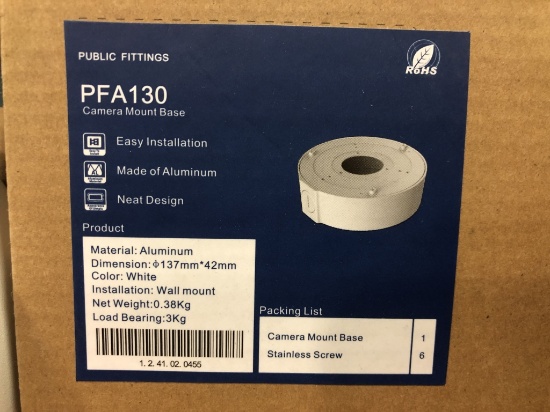 PUBLIC FITTINGS
RoHS
PFA130
Camera Mount Base
Easy Installation
Made of Aluminum
Neat Design
Product
Material: Aluminum
Dimension:ϕ137mm*42mm
Color: White
Installation: Wall mount
Net Weight:0.38Kg
Load Bearing:3Kg
1. 2. 41. 02. 0455
Packing List
Camera Mount Base 1
Stainless Screw 6